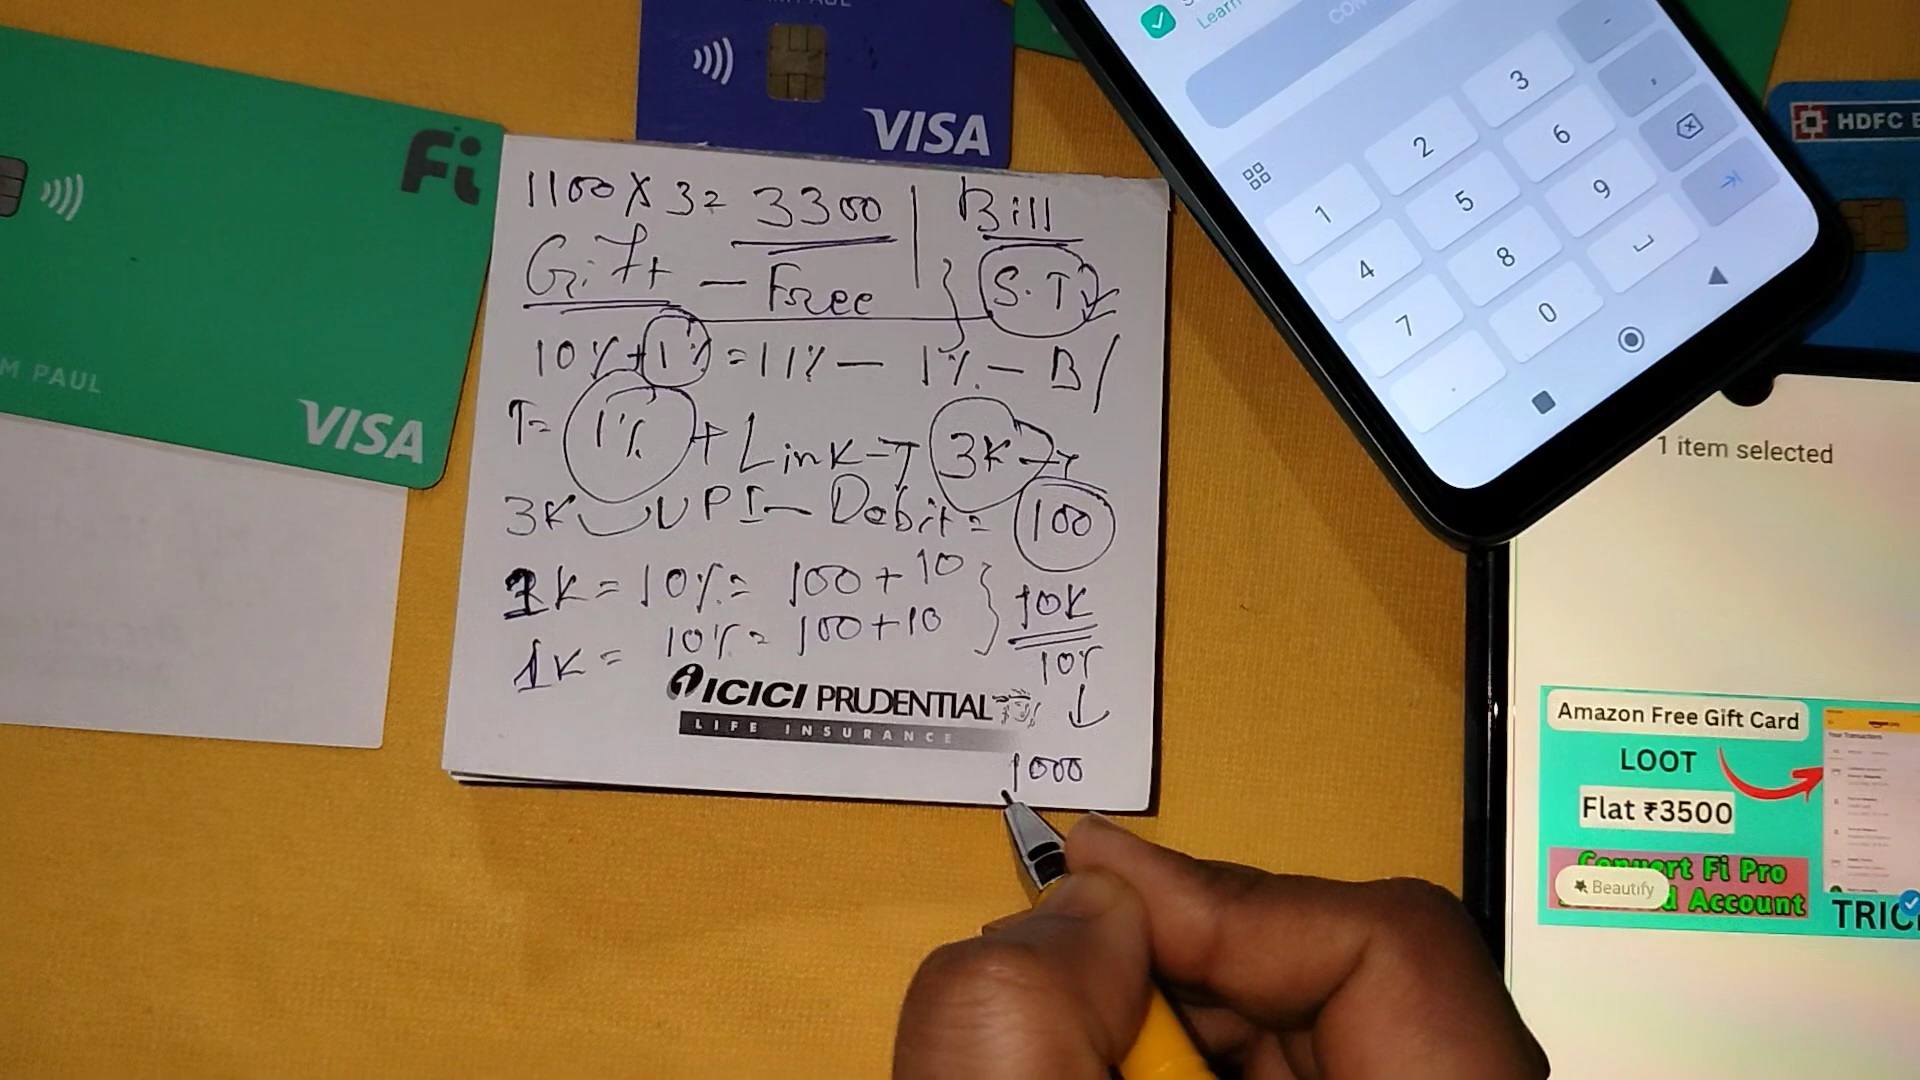 Fi
M PAUL
VISA
VISA
1100 X 3 = 3300 | Bill
Gift - Free } S.T
10% + 1% = 11% - 1% - B/
T = 1% + Link → 3K →
3K UPI - Debit = 100
1K = 10% = 100 + 10
1K = 10% = 100 + 10 } 10K
10%
↓
1000
ICICI PRUDENTIAL
LIFE INSURANCE
Learn
1 2 3 -
4 5 6 ,
7 8 9
. 0
HDFC
1 item selected
Amazon Free Gift Card
LOOT
Flat ₹3500
Convert Fi Pro
Beautify
d Account